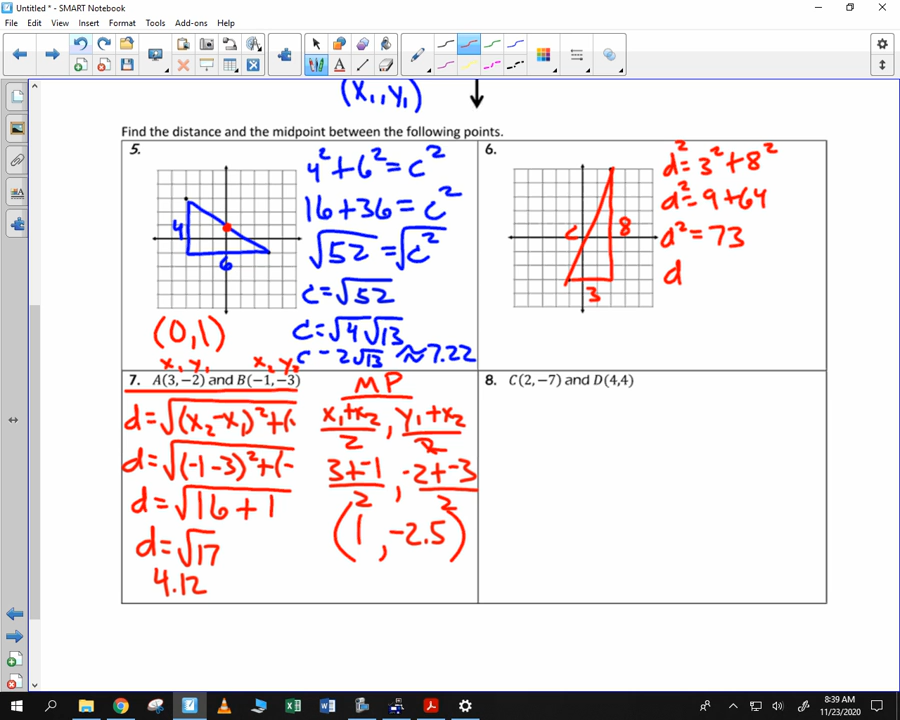 Untitled * - SMART Notebook
File Edit View Insert Format Tools Add-ons Help
(x₁, y₁)
Find the distance and the midpoint between the following points.
5.
4² + 6² = c²
16 + 36 = c²
√52 = √c²
c = √52
c = √4 √13
c = 2√13 ≈ 7.22
4
6
(0, 1)
6.
d² = 3² + 8²
d² = 9 + 64
d² = 73
d
c
8
3
x₁ y₁ x₂ y₂
7. A(3, −2) and B(−1, −3)
d = √(x₂ - x₁)² + (
d = √(-1 - 3)² + (-
d = √16 + 1
d = √17
4.12
MP
x₁ + x₂ / 2 , y₁ + x₂ / 2
3 + -1 / 2 , -2 + -3 / 2
(1, -2.5)
8. C(2, −7) and D(4,4)
8:39 AM
11/23/2020